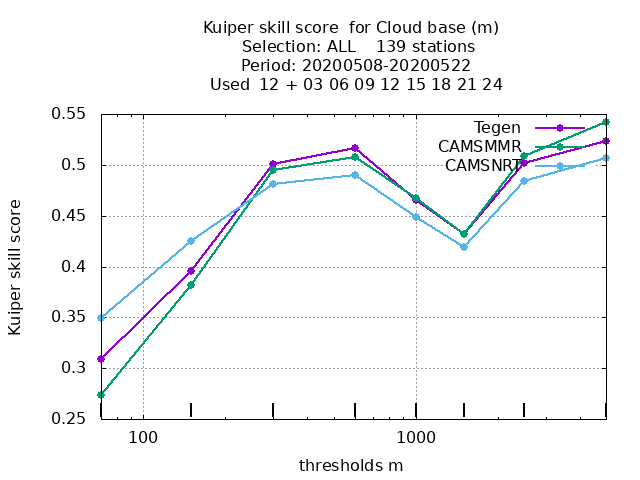 Kuiper skill score  for Cloud base (m)
Selection: ALL    139 stations
Period: 20200508-20200522
Used  12 + 03 06 09 12 15 18 21 24
0.55
0.5
0.45
0.4
0.35
0.3
0.25
Kuiper skill score
Tegen
CAMSMMR
CAMSNRT
100
1000
thresholds m